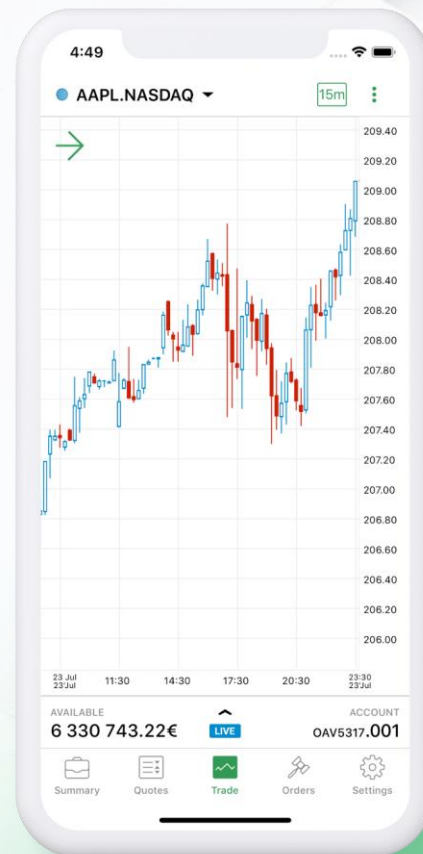 4:49
AAPL.NASDAQ
15m
209.40
209.20
209.00
208.80
208.60
208.40
208.20
208.00
207.80
207.60
207.40
207.20
207.00
206.80
206.60
206.40
206.20
206.00
23 Jul 11:30 14:30 17:30 20:30 23:30
23'Jul 23'Jul
AVAILABLE ACCOUNT
6 330 743.22€ LIVE OAV5317.001
Summary Quotes Trade Orders Settings